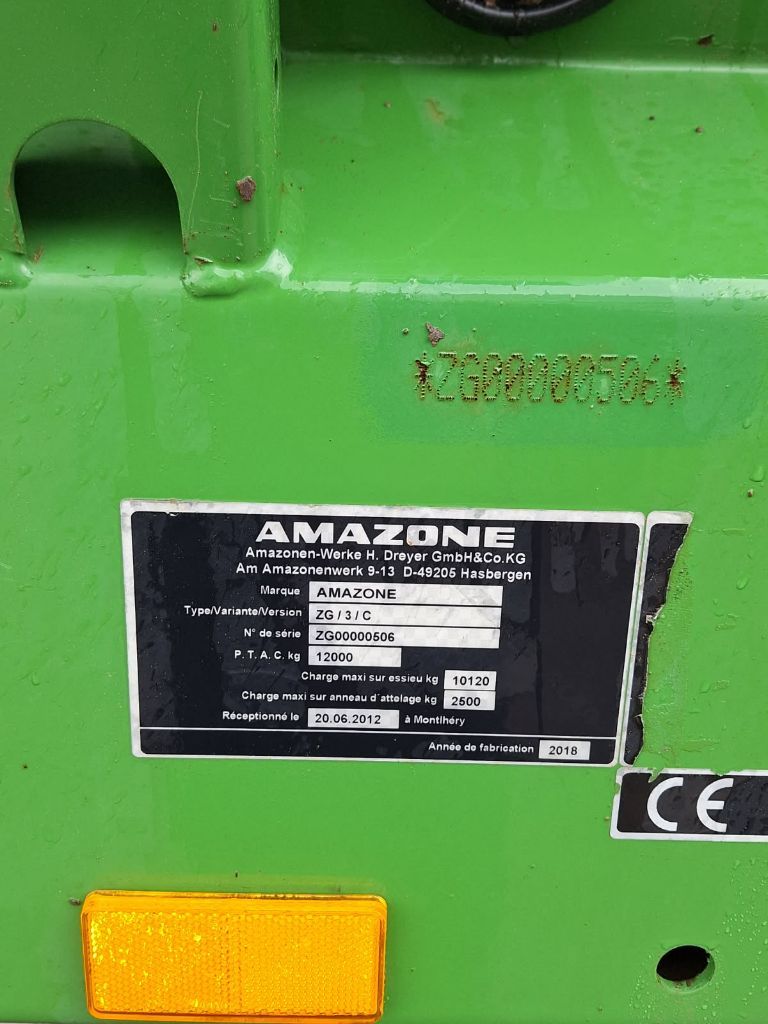 *ZG00000506*
AMAZONE
Amazonen-Werke H. Dreyer GmbH&Co.KG
Am Amazonenwerk 9-13 D-49205 Hasbergen
Marque AMAZONE
Type/Variante/Version ZG / 3 / C
N° de série ZG00000506
P. T. A. C. kg 12000
Charge maxi sur essieu kg 10120
Charge maxi sur anneau d´attelage kg 2500
Réceptionné le 20.06.2012 à Montlhéry
Année de fabrication 2018
CE